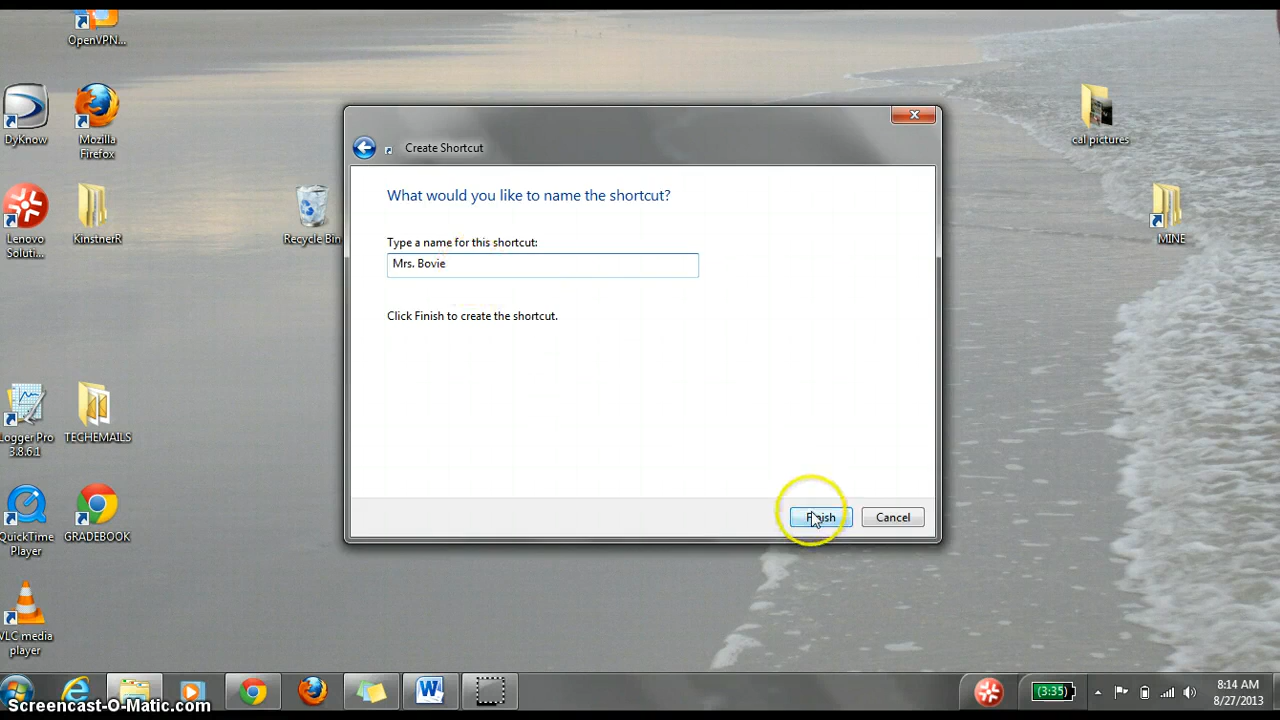 OpenVPN...
DyKnow
Mozilla
Firefox
cal pictures
Lenovo
Soluti...
KinstnerR
Recycle Bin
MINE
Create Shortcut
What would you like to name the shortcut?
Type a name for this shortcut:
Mrs. Bovie
Click Finish to create the shortcut.
Finish
Cancel
Logger Pro
3.8.6.1
TECHEMAILS
QuickTime
Player
GRADEBOOK
VLC media
player
(3:35)
8:14 AM
8/27/2013
Screencast-O-Matic.com